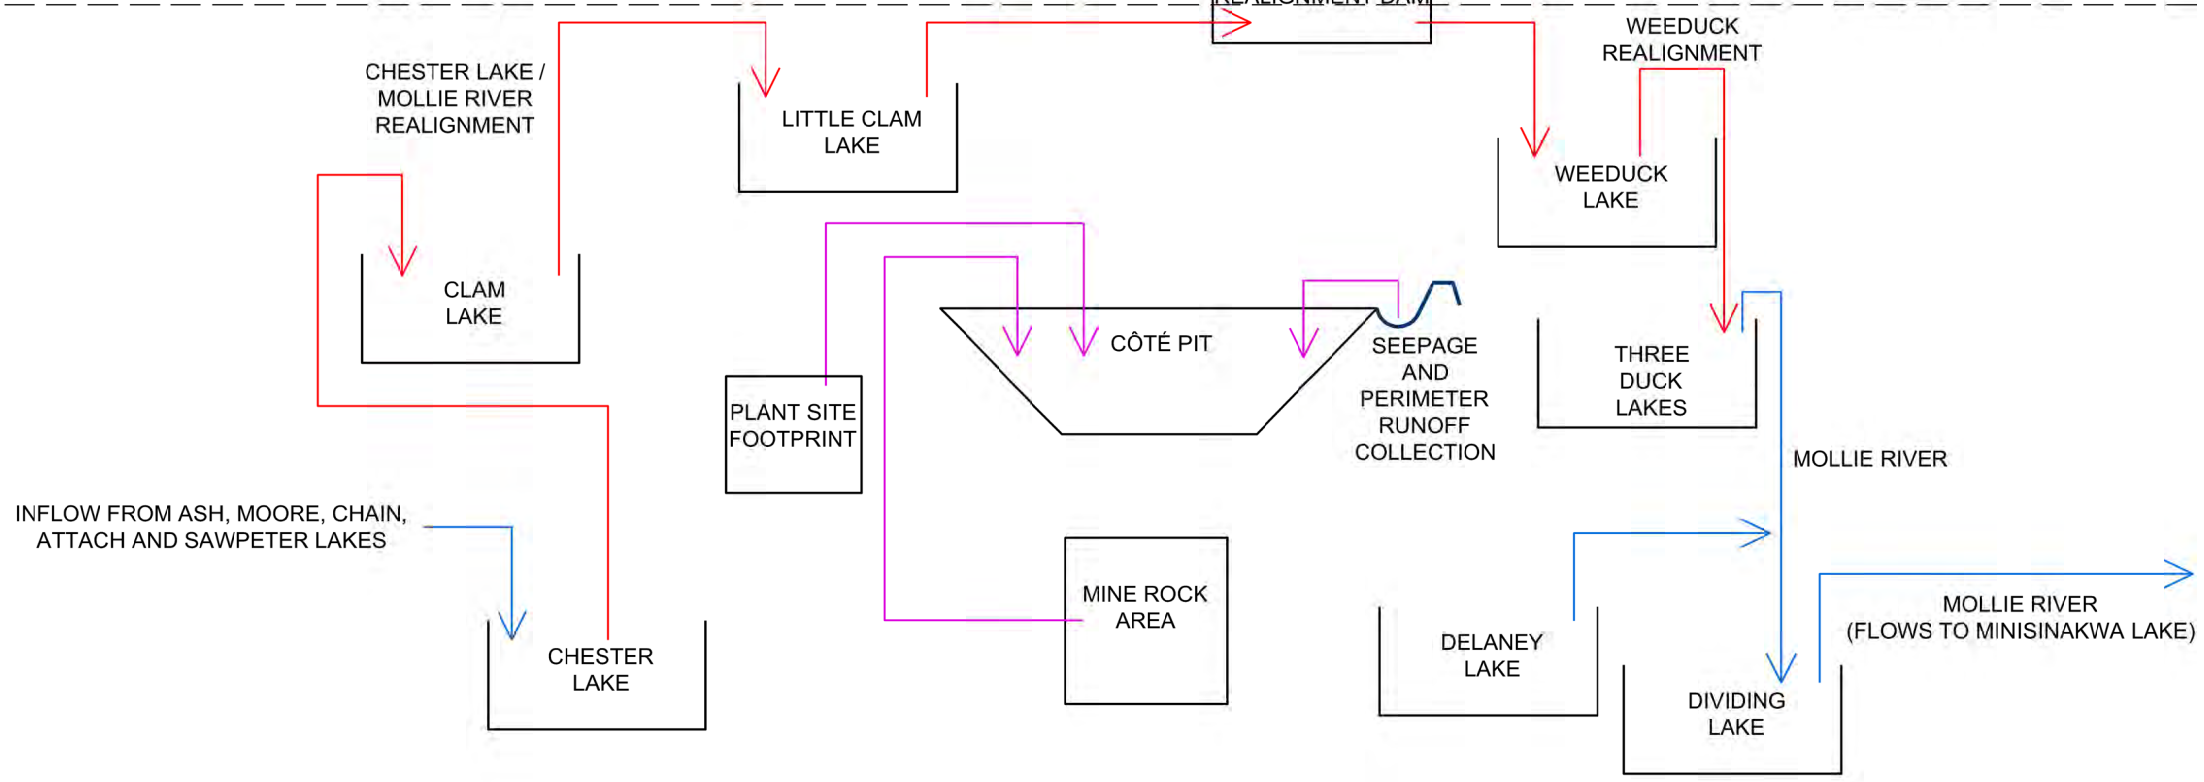 REALIGNMENT DAM
WEEDUCK
REALIGNMENT
CHESTER LAKE /
MOLLIE RIVER
REALIGNMENT
LITTLE CLAM
LAKE
WEEDUCK
LAKE
CLAM
LAKE
CÔTÉ PIT
SEEPAGE
AND
PERIMETER
RUNOFF
COLLECTION
THREE
DUCK
LAKES
PLANT SITE
FOOTPRINT
MOLLIE RIVER
INFLOW FROM ASH, MOORE, CHAIN,
ATTACH AND SAWPETER LAKES
MINE ROCK
AREA
MOLLIE RIVER
(FLOWS TO MINISINAKWA LAKE)
CHESTER
LAKE
DELANEY
LAKE
DIVIDING
LAKE